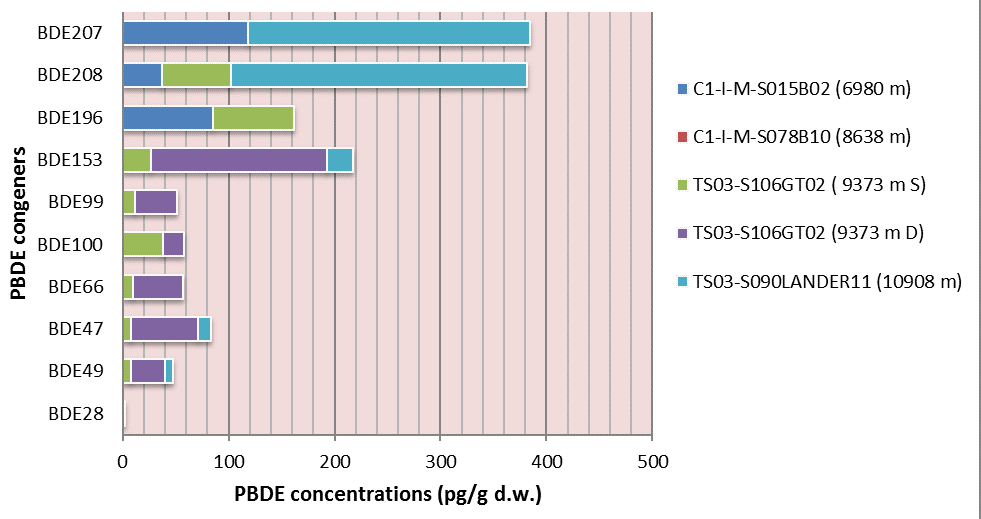 PBDE congeners
BDE207
BDE208
BDE196
BDE153
BDE99
BDE100
BDE66
BDE47
BDE49
BDE28
0 100 200 300 400 500
PBDE concentrations (pg/g d.w.)
C1-I-M-S015B02 (6980 m)
C1-I-M-S078B10 (8638 m)
TS03-S106GT02 ( 9373 m S)
TS03-S106GT02 (9373 m D)
TS03-S090LANDER11 (10908 m)